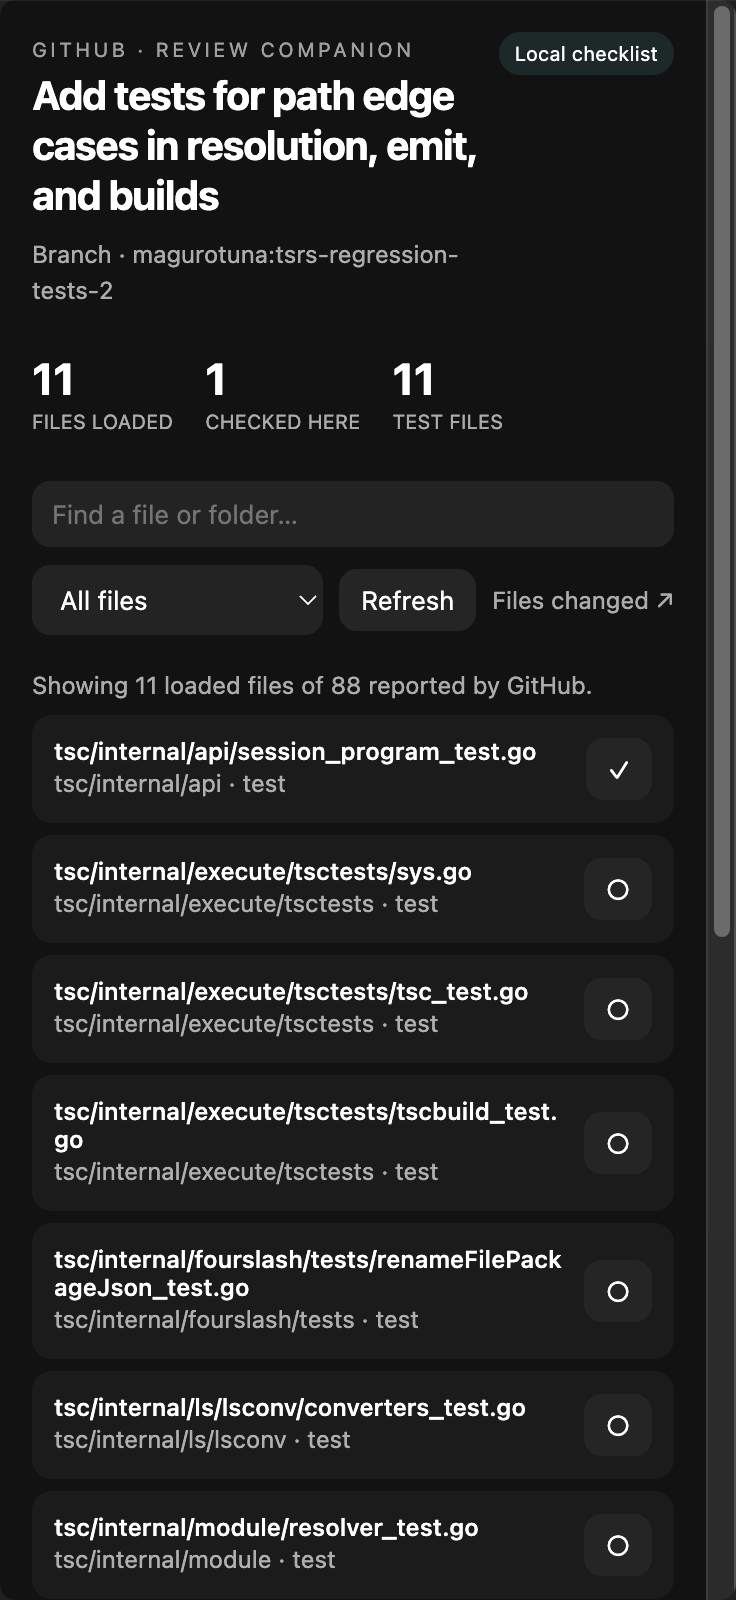 GITHUB · REVIEW COMPANION
Local checklist
Add tests for path edge
cases in resolution, emit,
and builds
Branch · magurotuna:tsrs-regression-
tests-2
11
FILES LOADED
1
CHECKED HERE
11
TEST FILES
Find a file or folder...
All files
Refresh
Files changed ↗
Showing 11 loaded files of 88 reported by GitHub.
tsc/internal/api/session_program_test.go
tsc/internal/api · test
tsc/internal/execute/tsctests/sys.go
tsc/internal/execute/tsctests · test
tsc/internal/execute/tsctests/tsc_test.go
tsc/internal/execute/tsctests · test
tsc/internal/execute/tsctests/tscbuild_test.
go
tsc/internal/execute/tsctests · test
tsc/internal/fourslash/tests/renameFilePack
ageJson_test.go
tsc/internal/fourslash/tests · test
tsc/internal/ls/lsconv/converters_test.go
tsc/internal/ls/lsconv · test
tsc/internal/module/resolver_test.go
tsc/internal/module · test